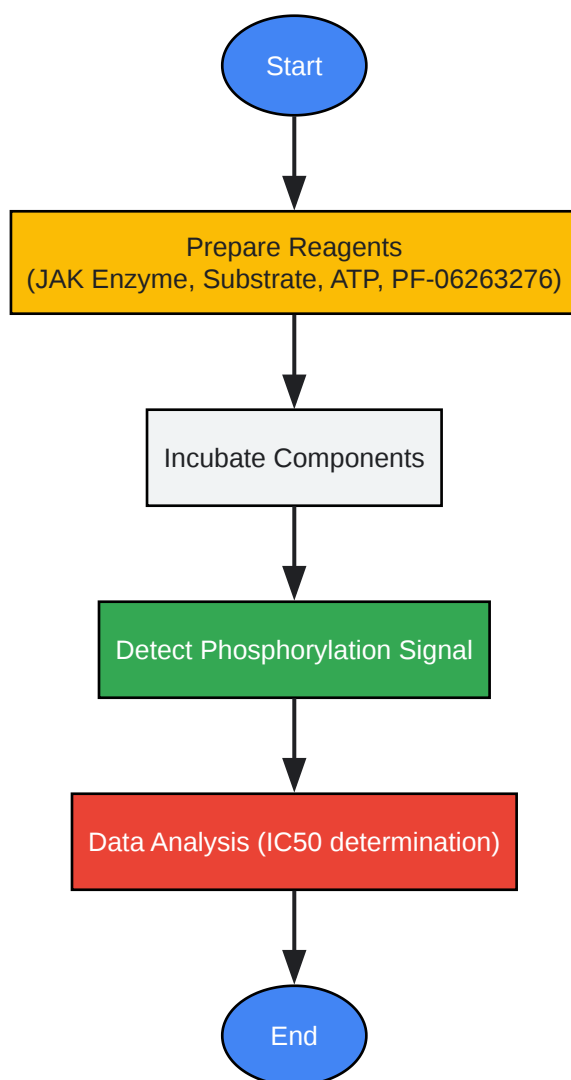 Start
Prepare Reagents
(JAK Enzyme, Substrate, ATP, PF-06263276)
Incubate Components
Detect Phosphorylation Signal
Data Analysis (IC50 determination)
End